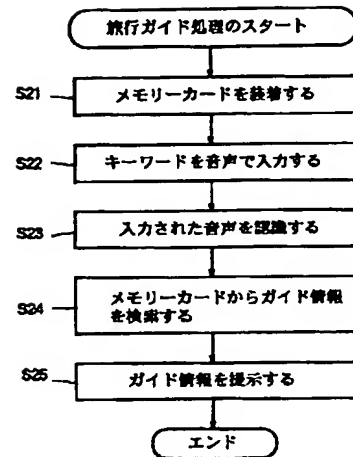 旅行ガイド処理のスタート
S21
メモリーカードを装着する
S22
キーワードを音声で入力する
S23
入力された音声を認識する
S24
メモリーカードからガイド情報
を検索する
S25
ガイド情報を提示する
エンド